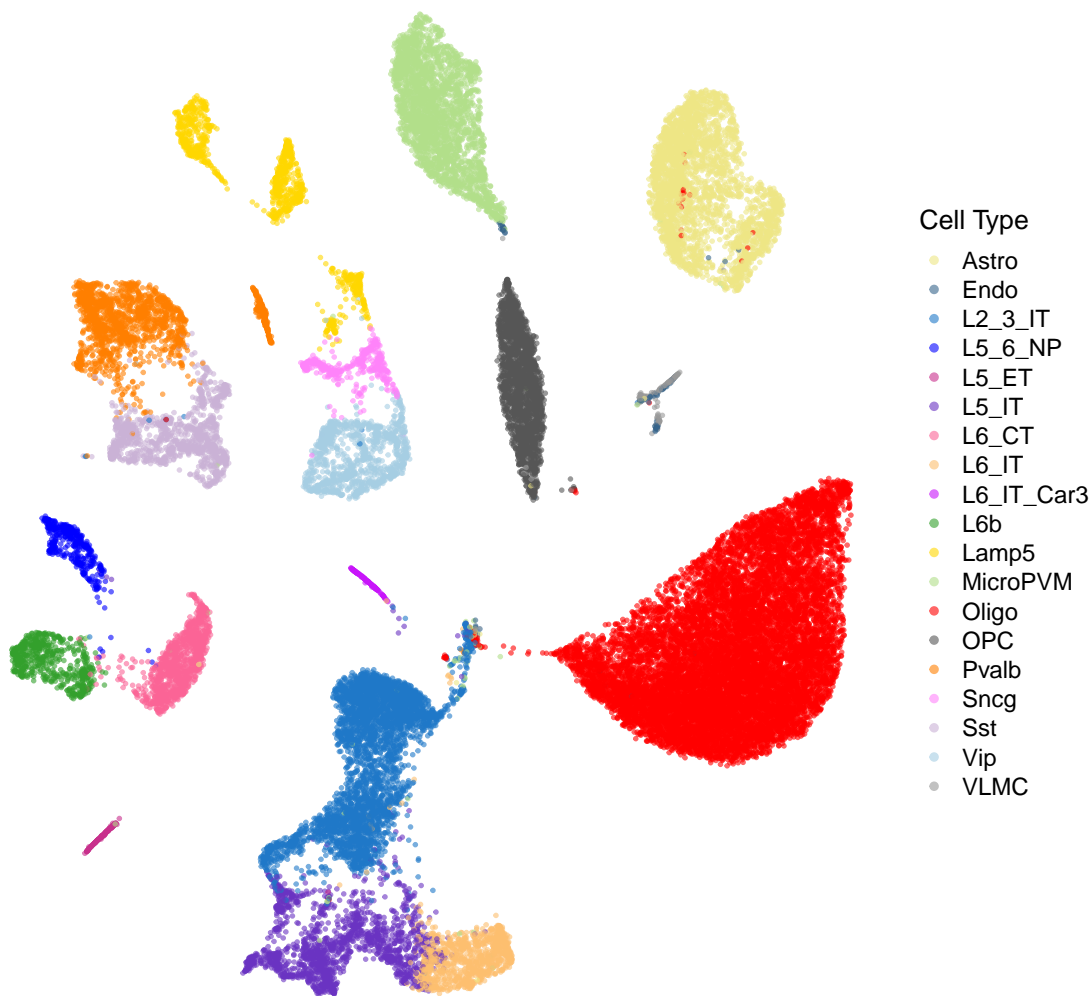 Cell Type
Astro
Endo
L2_3_IT
L5_6_NP
L5_ET
L5_IT
L6_CT
L6_IT
L6_IT_Car3
L6b
Lamp5
MicroPVM
Oligo
OPC
Pvalb
Sncg
Sst
Vip
VLMC